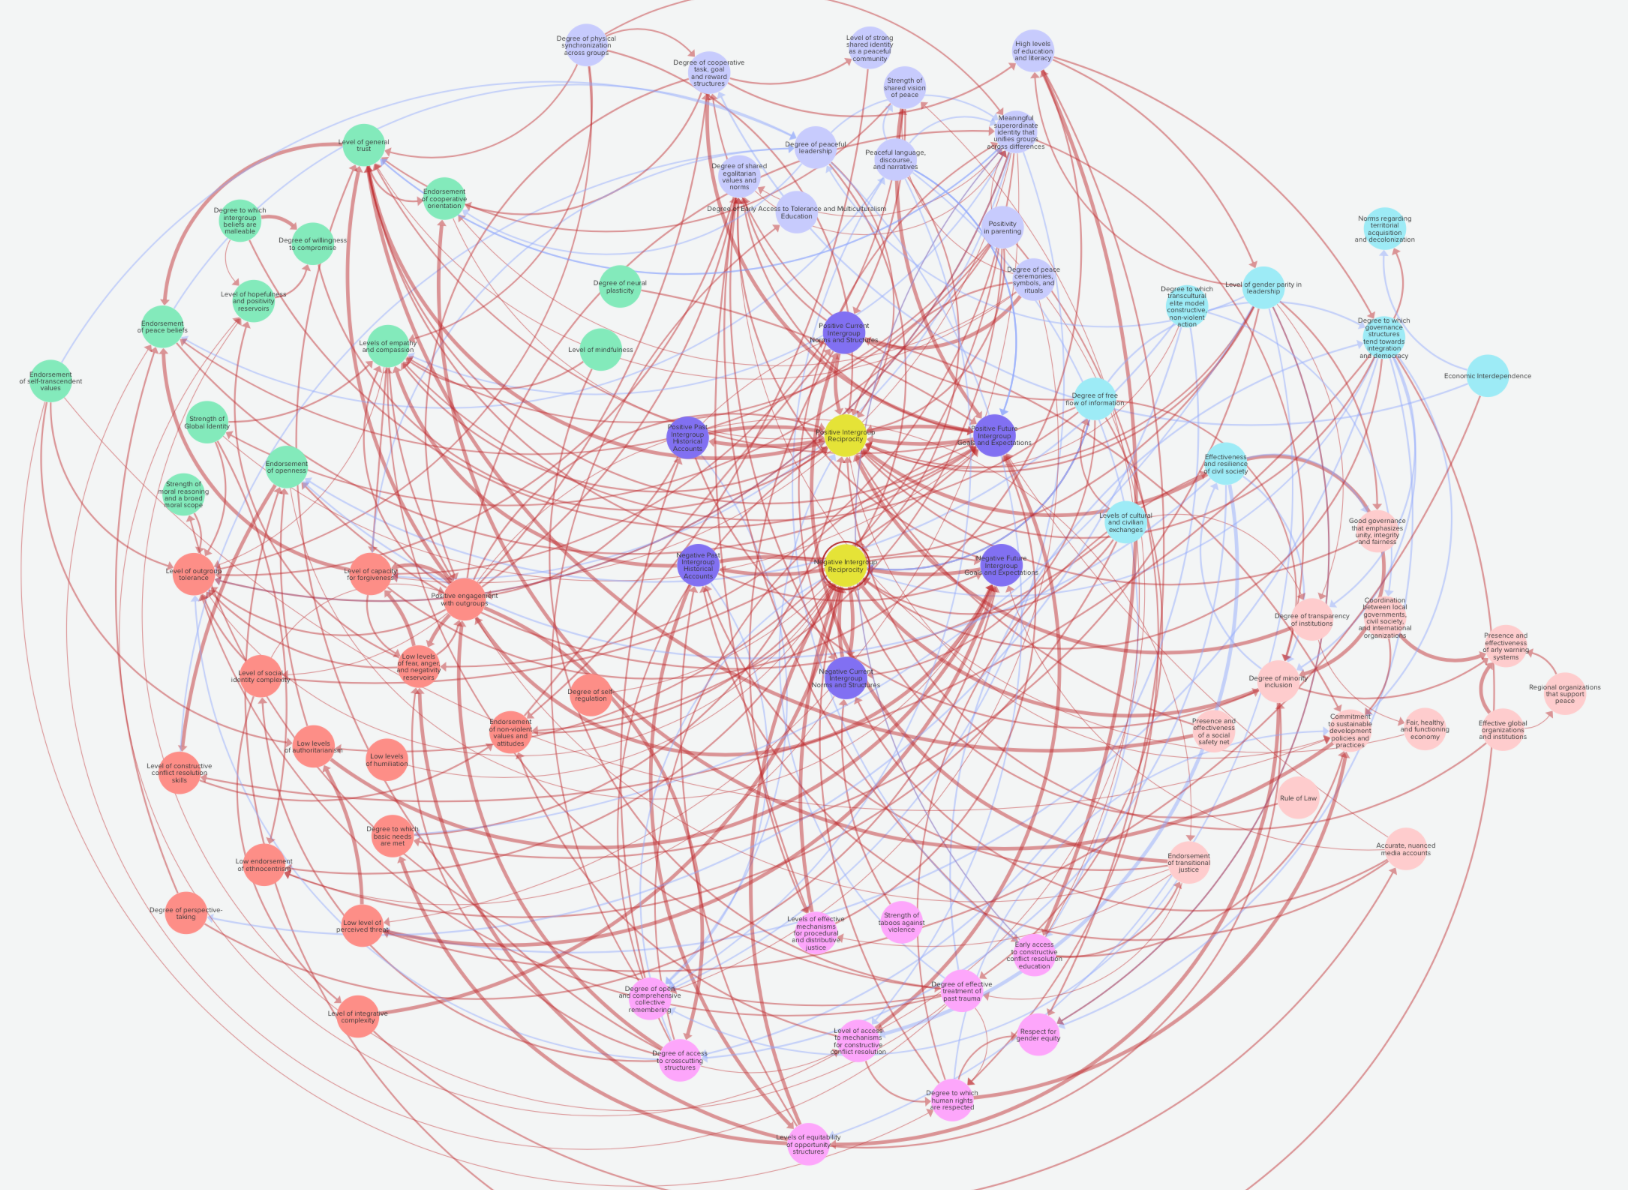 Degree of physical
synchronization
across groups
Degree of cooperative
task, goal
and reward
structures
Level of strong
shared identity
as a peaceful
community
High levels
of education
and literacy
Strength of
shared vision
of peace
Meaningful
superordinate
identity that
unifies groups
across differences
Level of general
trust
Degree of peaceful
leadership
Peaceful language,
discourse,
and narratives
Degree of shared
egalitarian
values and
norms
Endorsement
of cooperative
orientation
Degree of Early Access to Tolerance and Multiculturalism
Education
Degree to which
intergroup
beliefs are
malleable
Degree of willingness
to compromise
Positivity
in parenting
Norms regarding
territorial
acquisition
and decolonization
Degree of neural
plasticity
Degree of peace
ceremonies,
symbols, and
rituals
Level of gender parity in
leadership
Degree to which
transcultural
elite model
constructive,
non-violent
action
Level of hopefulness
and positivity
reservoirs
Endorsement
of peace beliefs
Positive Current
Intergroup
Norms and Structures
Degree to which
governance
structures
tend towards
integration
and democracy
Levels of empathy
and compassion
Level of mindfulness
Endorsement
of self-transcendent
values
Economic Interdependence
Degree of free
flow of information
Strength of
Global Identity
Positive Past
Intergroup
Historical
Accounts
Positive Intergroup
Reciprocity
Positive Future
Intergroup
Goals and Expectations
Endorsement
of openness
Effectiveness
and resilience
of civil society
Strength of
moral reasoning
and a broad
moral scope
Levels of cultural
and civilian
exchanges
Good governance
that emphasizes
unity, integrity
and fairness
Level of outgroup
tolerance
Level of capacity
for forgiveness
Negative Past
Intergroup
Historical
Accounts
Negative Intergroup
Reciprocity
Negative Future
Intergroup
Goals and Expectations
Positive engagement
with outgroups
Degree of transparency
of institutions
Coordination
between local
governments,
civil society,
and international
organizations
Presence and
effectiveness
of arly warning
systems
Low levels
of fear, anger,
and negativity
reservoirs
Level of social
identity complexity
Degree of self-
regulation
Negative Current
Intergroup
Norms and Structures
Degree of minority
inclusion
Regional organizations
that support
peace
Endorsement
of non-violent
values and
attitudes
Presence and
effectiveness
of a social
safety net
Commitment
to sustainable
development
policies and
practices
Fair, healthy
and functioning
economy
Effective global
organizations
and institutions
Low levels
of authoritarianism
Low levels
of humiliation
Level of constructive
conflict resolution
skills
Rule of Law
Degree to which
basic needs
are met
Accurate, nuanced
media accounts
Low endorsement
of ethnocentrism
Endorsement
of transitional
justice
Degree of perspective-
taking
Low level of
perceived threat
Levels of effective
mechanisms
for procedural
and distributive
justice
Strength of
taboos against
violence
Early access
to constructive
conflict resolution
education
Degree of open
and comprehensive
collective
remembering
Degree of effective
treatment of
past trauma
Level of integrative
complexity
Level of access
to mechanisms
for constructive
conflict resolution
Respect for
gender equity
Degree of access
to crosscutting
structures
Degree to which
human rights
are respected
Levels of equitability
of opportunity
structures